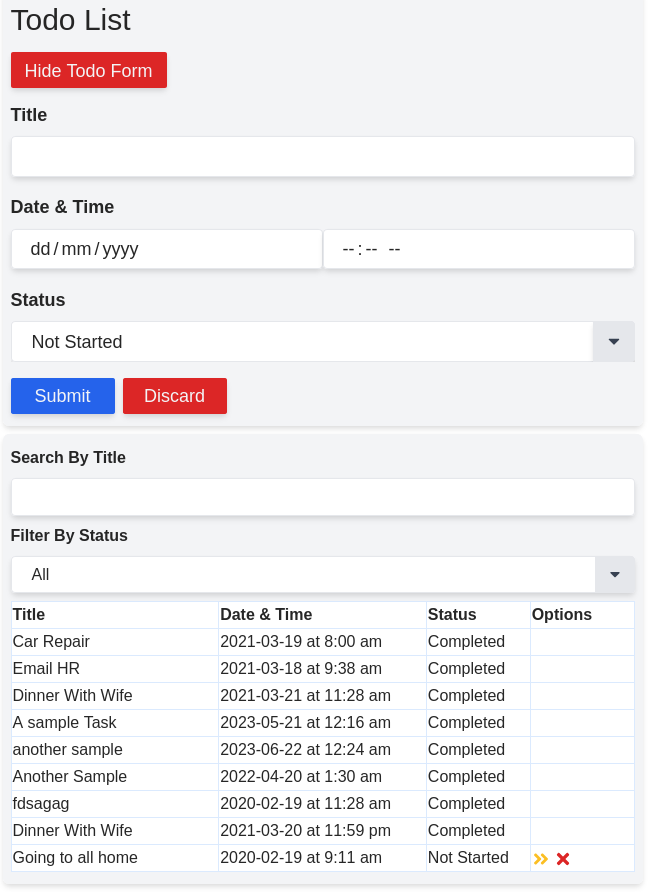 Todo List
Hide Todo Form
Title
Date & Time
dd/mm/yyyy --:-- --
Status
Not Started
Submit Discard
Search By Title
Filter By Status
All
Title Date & Time Status Options
Car Repair 2021-03-19 at 8:00 am Completed
Email HR 2021-03-18 at 9:38 am Completed
Dinner With Wife 2021-03-21 at 11:28 am Completed
A sample Task 2023-05-21 at 12:16 am Completed
another sample 2023-06-22 at 12:24 am Completed
Another Sample 2022-04-20 at 1:30 am Completed
fdsagag 2020-02-19 at 11:28 am Completed
Dinner With Wife 2021-03-20 at 11:59 pm Completed
Going to all home 2020-02-19 at 9:11 am Not Started